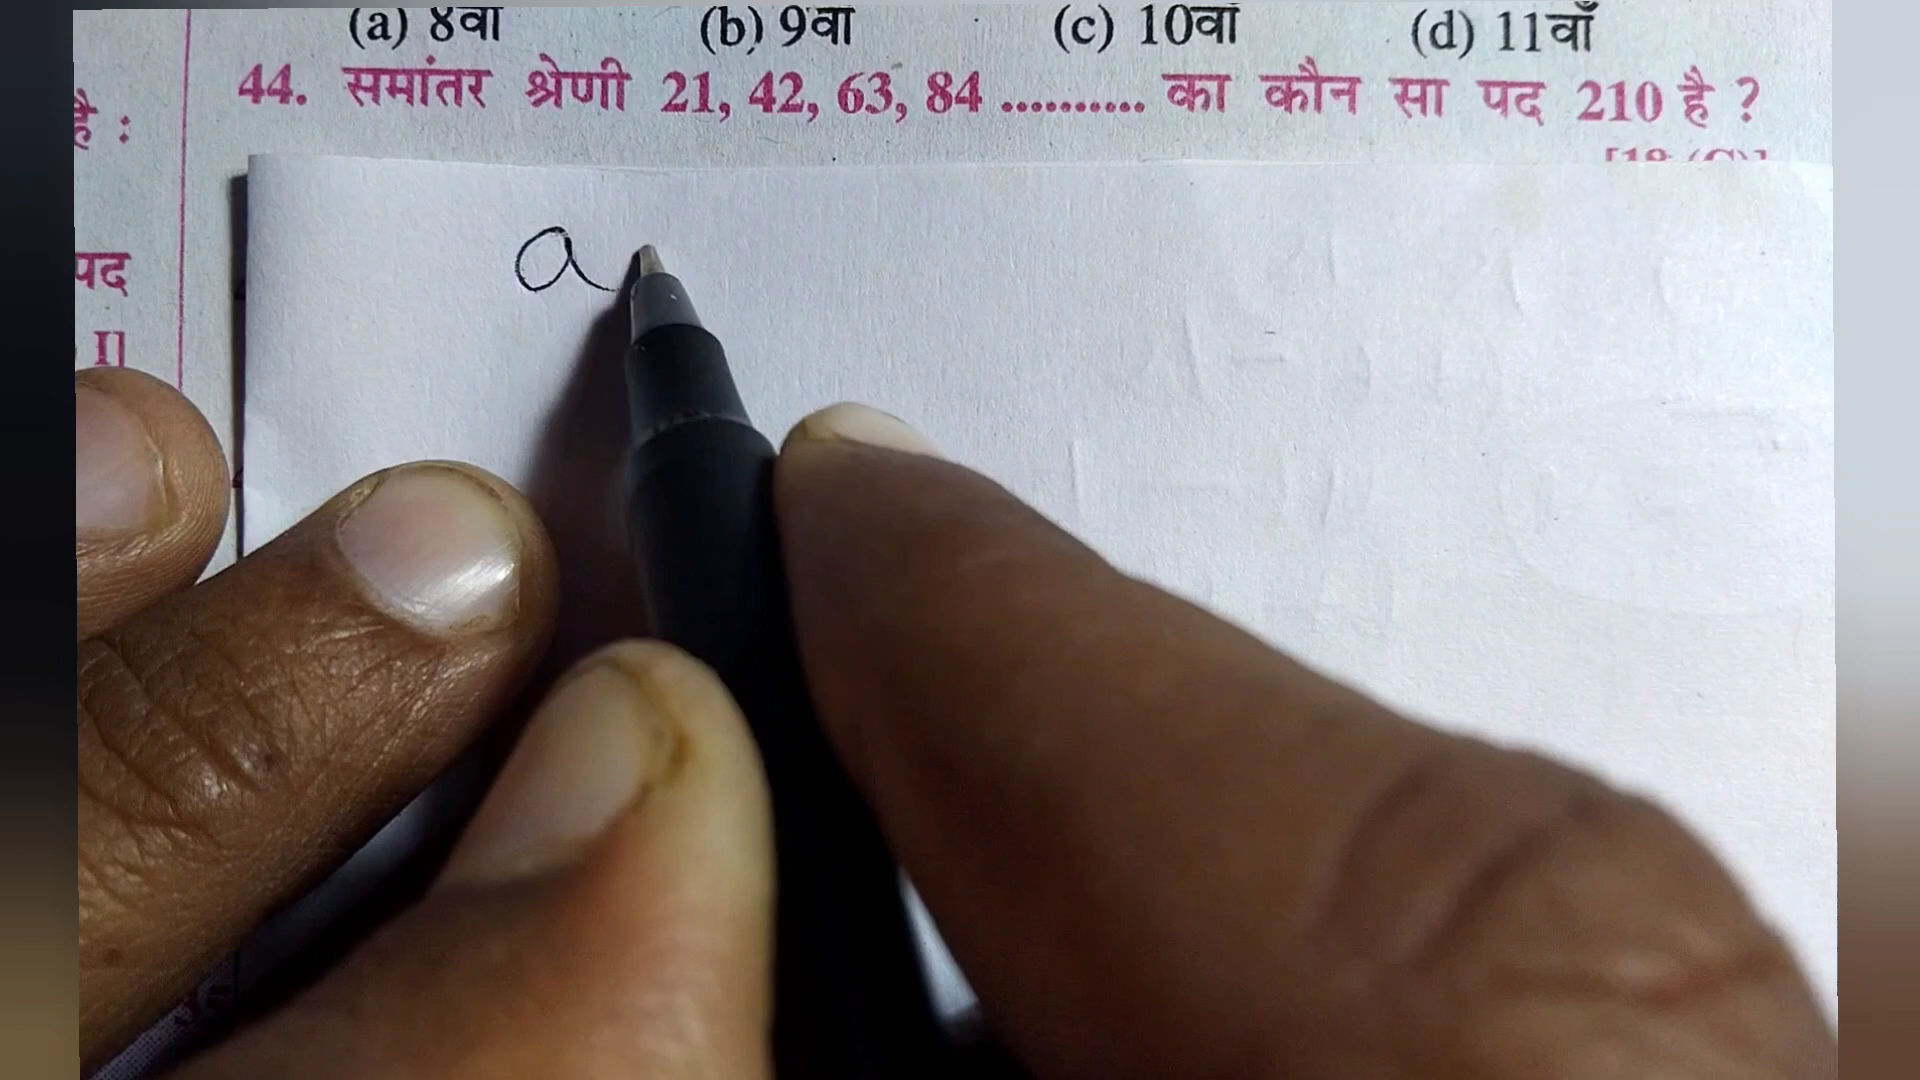 (a) 8वाँ (b) 9वाँ (c) 10वाँ (d) 11वाँ
44. समांतर श्रेणी 21, 42, 63, 84 .......... का कौन सा पद 210 है ?
है :
पद
I]
a